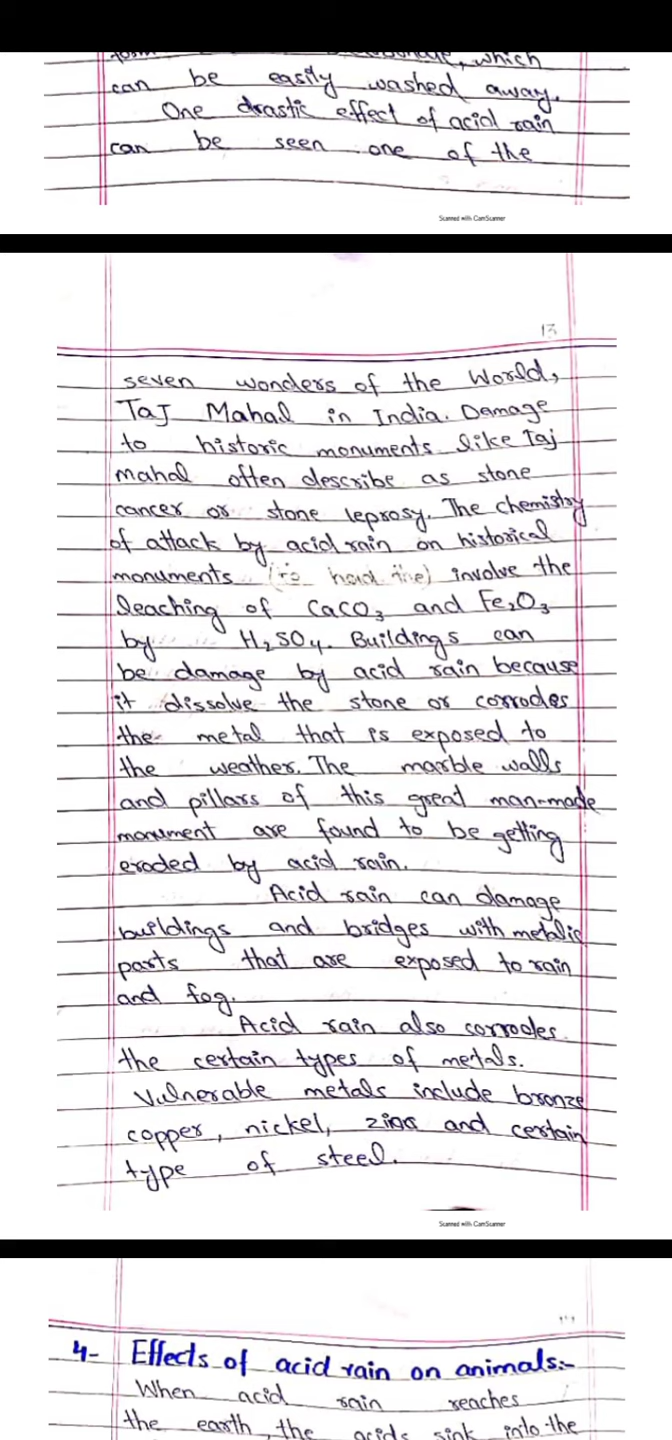 which
can be easily washed away.
One drastic effect of acid rain
can be seen one of the
Scanned with CamScanner
13
seven wonders of the World,
TaJ Mahal in India. Damage
to historic monuments like Taj
mahal often describe as stone
cancer or stone leprosy. The chemistry
of attack by acid rain on historical
monuments involve the
leaching of CaCO3 and Fe2O3
by H2SO4. Buildings can
be damage by acid rain because
it dissolve the stone or corrodes
the metal that is exposed to
the weather. The marble walls
and pillars of this great man-made
monument are found to be getting
eroded by acid rain.
Acid rain can damage
buildings and bridges with metalic
parts that are exposed to rain
and fog.
Acid rain also corrodes
the certain types of metals.
Vulnerable metals include bronze
copper, nickel, zinc and certain
type of steel.
Scanned with CamScanner
4- Effects of acid rain on animals:-
When acid rain reaches
the earth, the acids sink into the